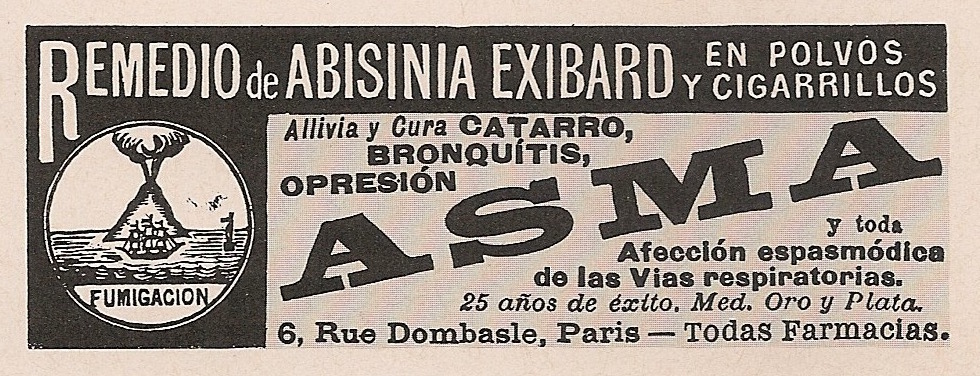 REMEDIO de ABISINIA EXIBARD EN POLVOS Y CIGARRILLOS
Allivia y Cura CATARRO,
BRONQUÍTIS,
OPRESIÓN
ASMA
y toda
Afección espasmódica
de las Vias respiratorias.
25 años de éxito. Med. Oro y Plata.
6, Rue Dombasle, Paris — Todas Farmacias.
FUMIGACION